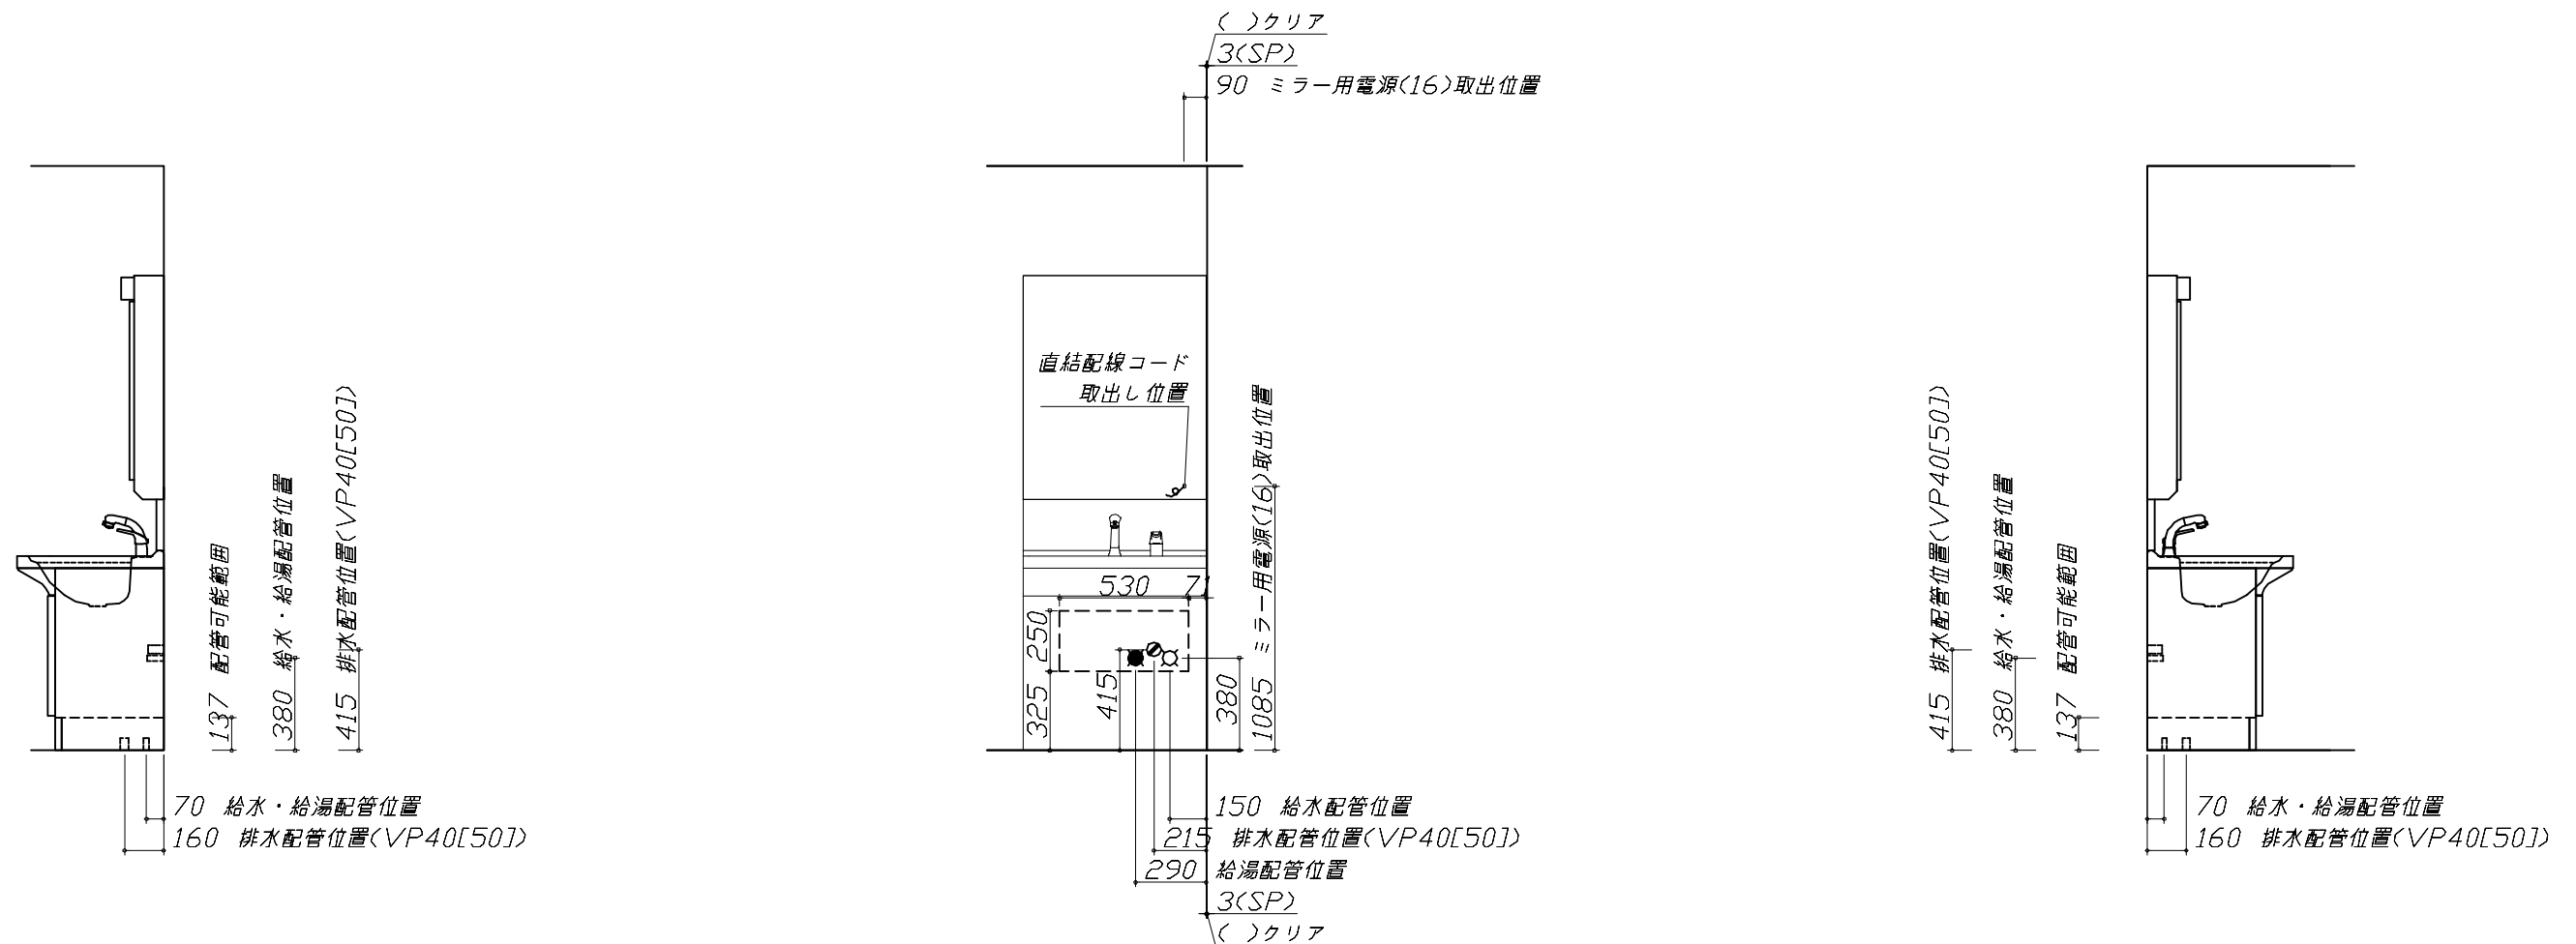 ( )クリア
3(SP)
90 ミラー用電源(16)取出位置
直結配線コード
取出し位置
1085 ミラー用電源(16)取出位置
530
71
250
325
415
380
150 給水配管位置
215 排水配管位置(VP40[50])
290 給湯配管位置
3(SP)
( )クリア
137 配管可能範囲
380 給水・給湯配管位置
415 排水配管位置(VP40[50])
70 給水・給湯配管位置
160 排水配管位置(VP40[50])
415 排水配管位置(VP40[50])
380 給水・給湯配管位置
137 配管可能範囲
70 給水・給湯配管位置
160 排水配管位置(VP40[50])